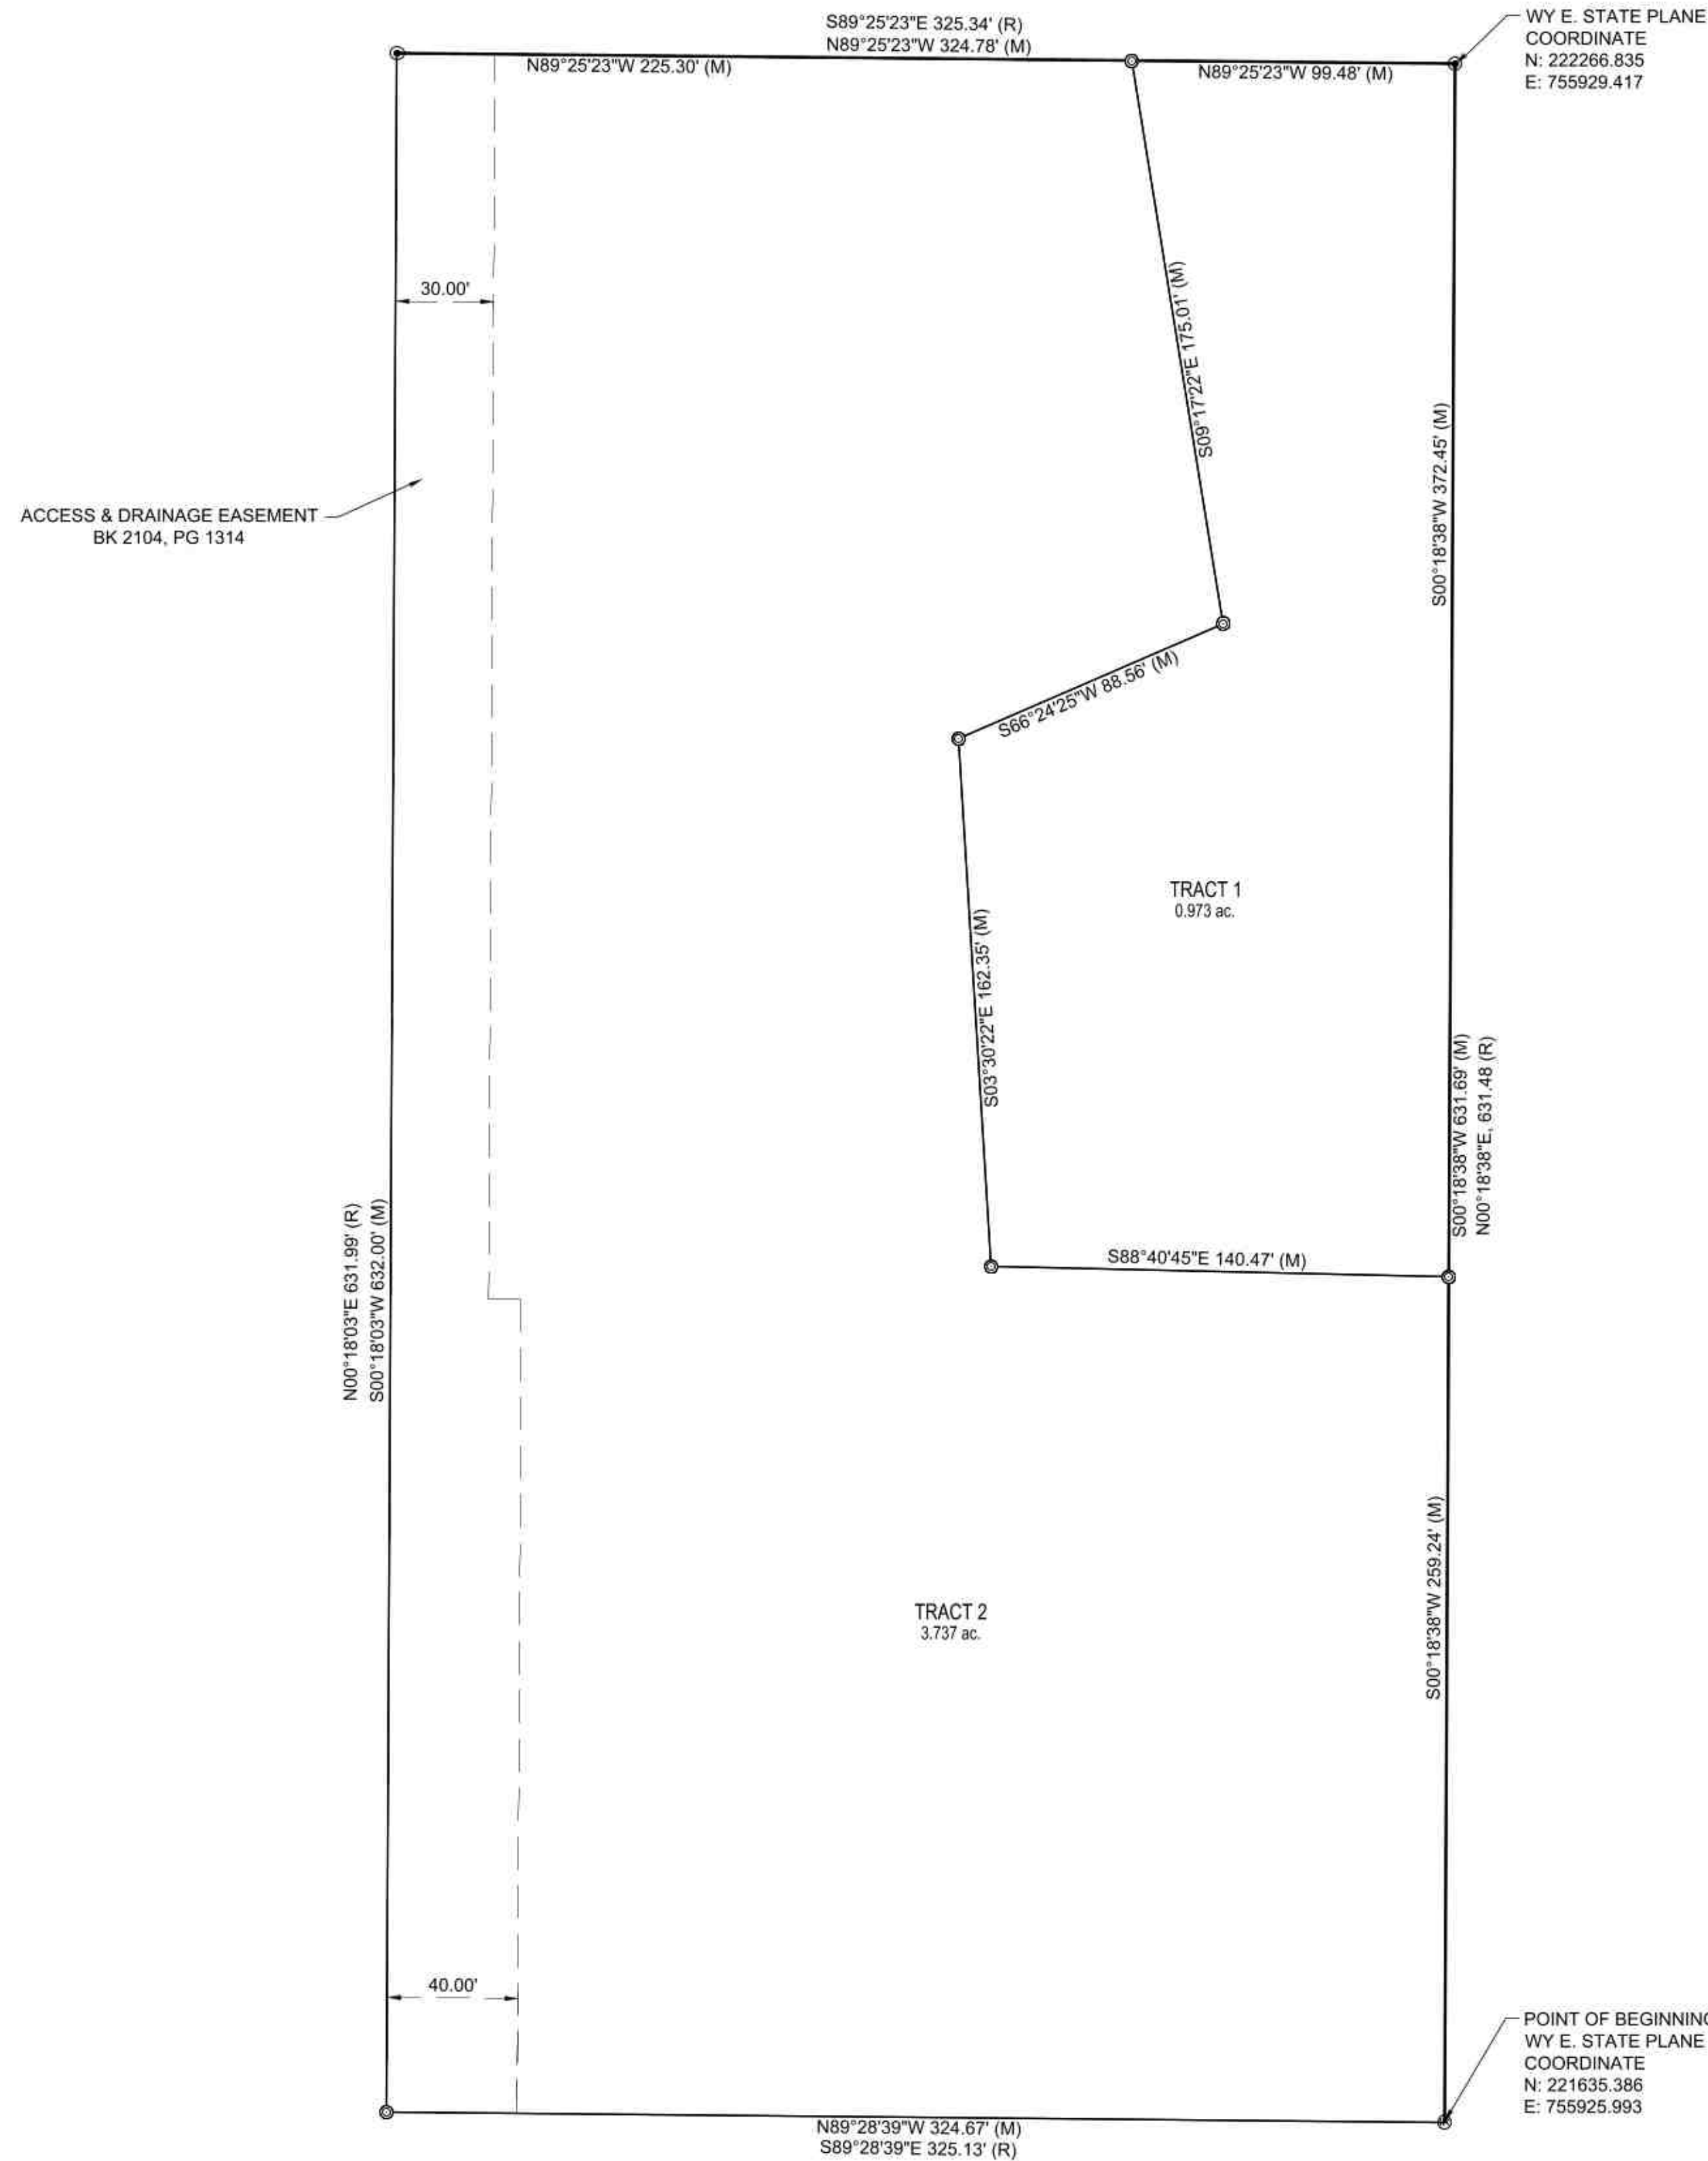 S89°25'23"E 325.34' (R)
N89°25'23"W 324.78' (M)
N89°25'23"W 225.30' (M)
N89°25'23"W 99.48' (M)
WY E. STATE PLANE
COORDINATE
N: 222266.835
E: 755929.417
30.00'
S09°17'22"E 175.01' (M)
S00°18'38"W 372.45' (M)
ACCESS & DRAINAGE EASEMENT
BK 2104, PG 1314
S66°24'25"W 88.56' (M)
TRACT 1
0.973 ac.
S03°30'22"E 162.35' (M)
S00°18'38"W 631.69' (M)
N00°18'38"E, 631.48 (R)
N00°18'03"E 631.99' (R)
S00°18'03"W 632.00' (M)
S88°40'45"E 140.47' (M)
TRACT 2
3.737 ac.
S00°18'38"W 259.24' (M)
40.00'
POINT OF BEGINNING
WY E. STATE PLANE
COORDINATE
N: 221635.386
E: 755925.993
N89°28'39"W 324.67' (M)
S89°28'39"E 325.13' (R)